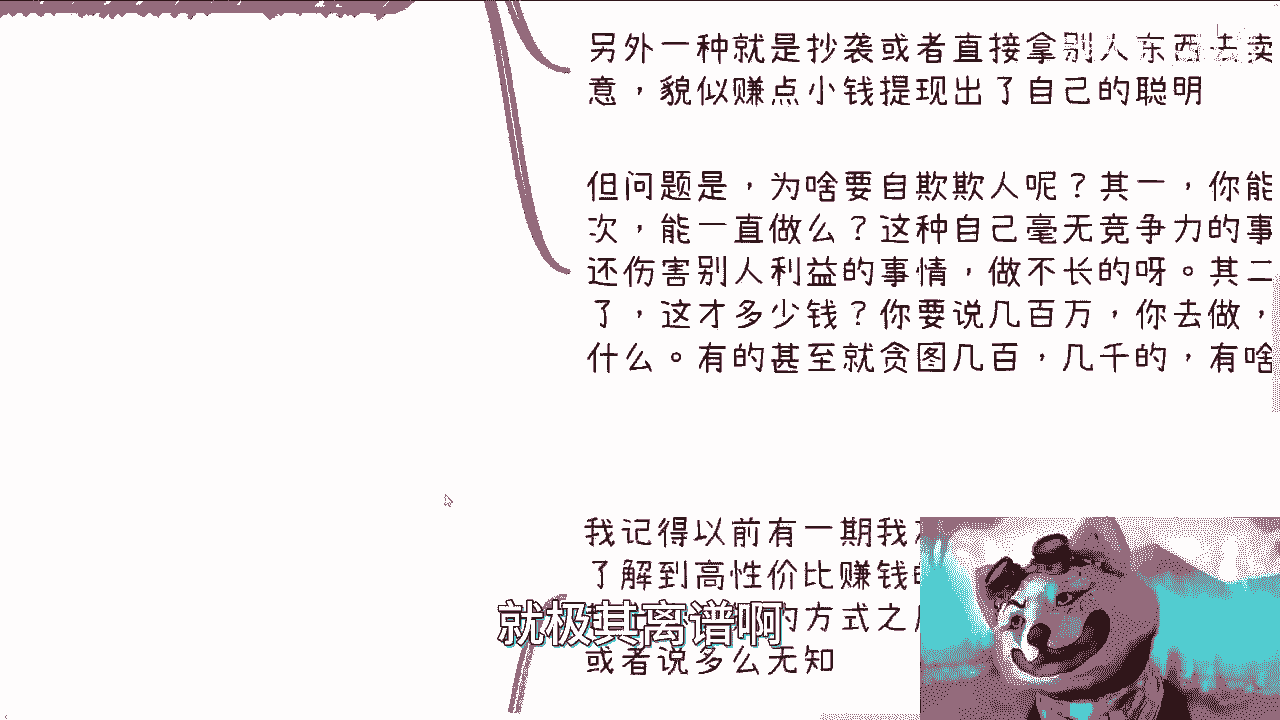 另外一种就是抄袭或者直接拿别人东西去卖
意，貌似赚点小钱提现出了自己的聪明
但问题是，为啥要自欺欺人呢？其一，你能
次，能一直做么？这种自己毫无竞争力的事
还伤害别人利益的事情，做不长的呀。其二
了，这才多少钱？你要说几百万，你去做，
什么。有的甚至就贪图几百，几千的，有啥
我记得以前有一期我
了解到高性价比赚钱
的方式之
就极其离谱啊
或者说多么无知